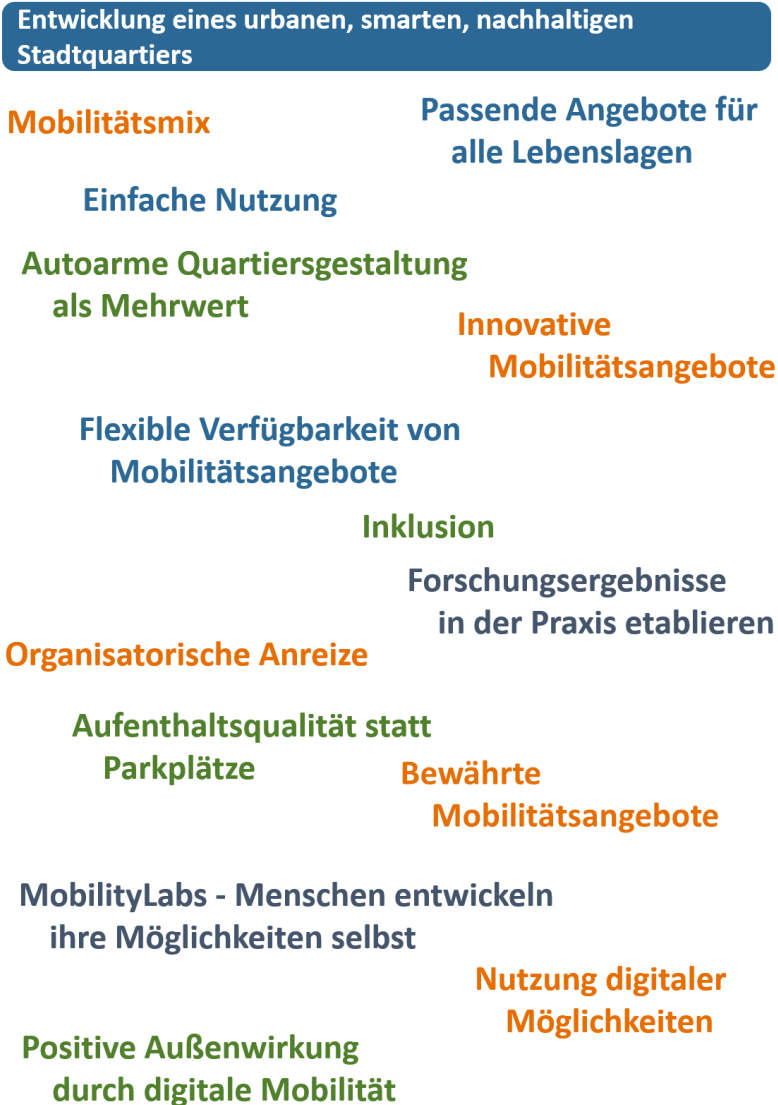 Entwicklung eines urbanen, smarten, nachhaltigen
Stadtquartiers
Mobilitätsmix
Passende Angebote für
alle Lebenslagen
Einfache Nutzung
Autoarme Quartiersgestaltung
als Mehrwert
Innovative
Mobilitätsangebote
Flexible Verfügbarkeit von
Mobilitätsangebote
Inklusion
Forschungsergebnisse
in der Praxis etablieren
Organisatorische Anreize
Aufenthaltsqualität statt
Parkplätze
Bewährte
Mobilitätsangebote
MobilityLabs - Menschen entwickeln
ihre Möglichkeiten selbst
Nutzung digitaler
Möglichkeiten
Positive Außenwirkung
durch digitale Mobilität